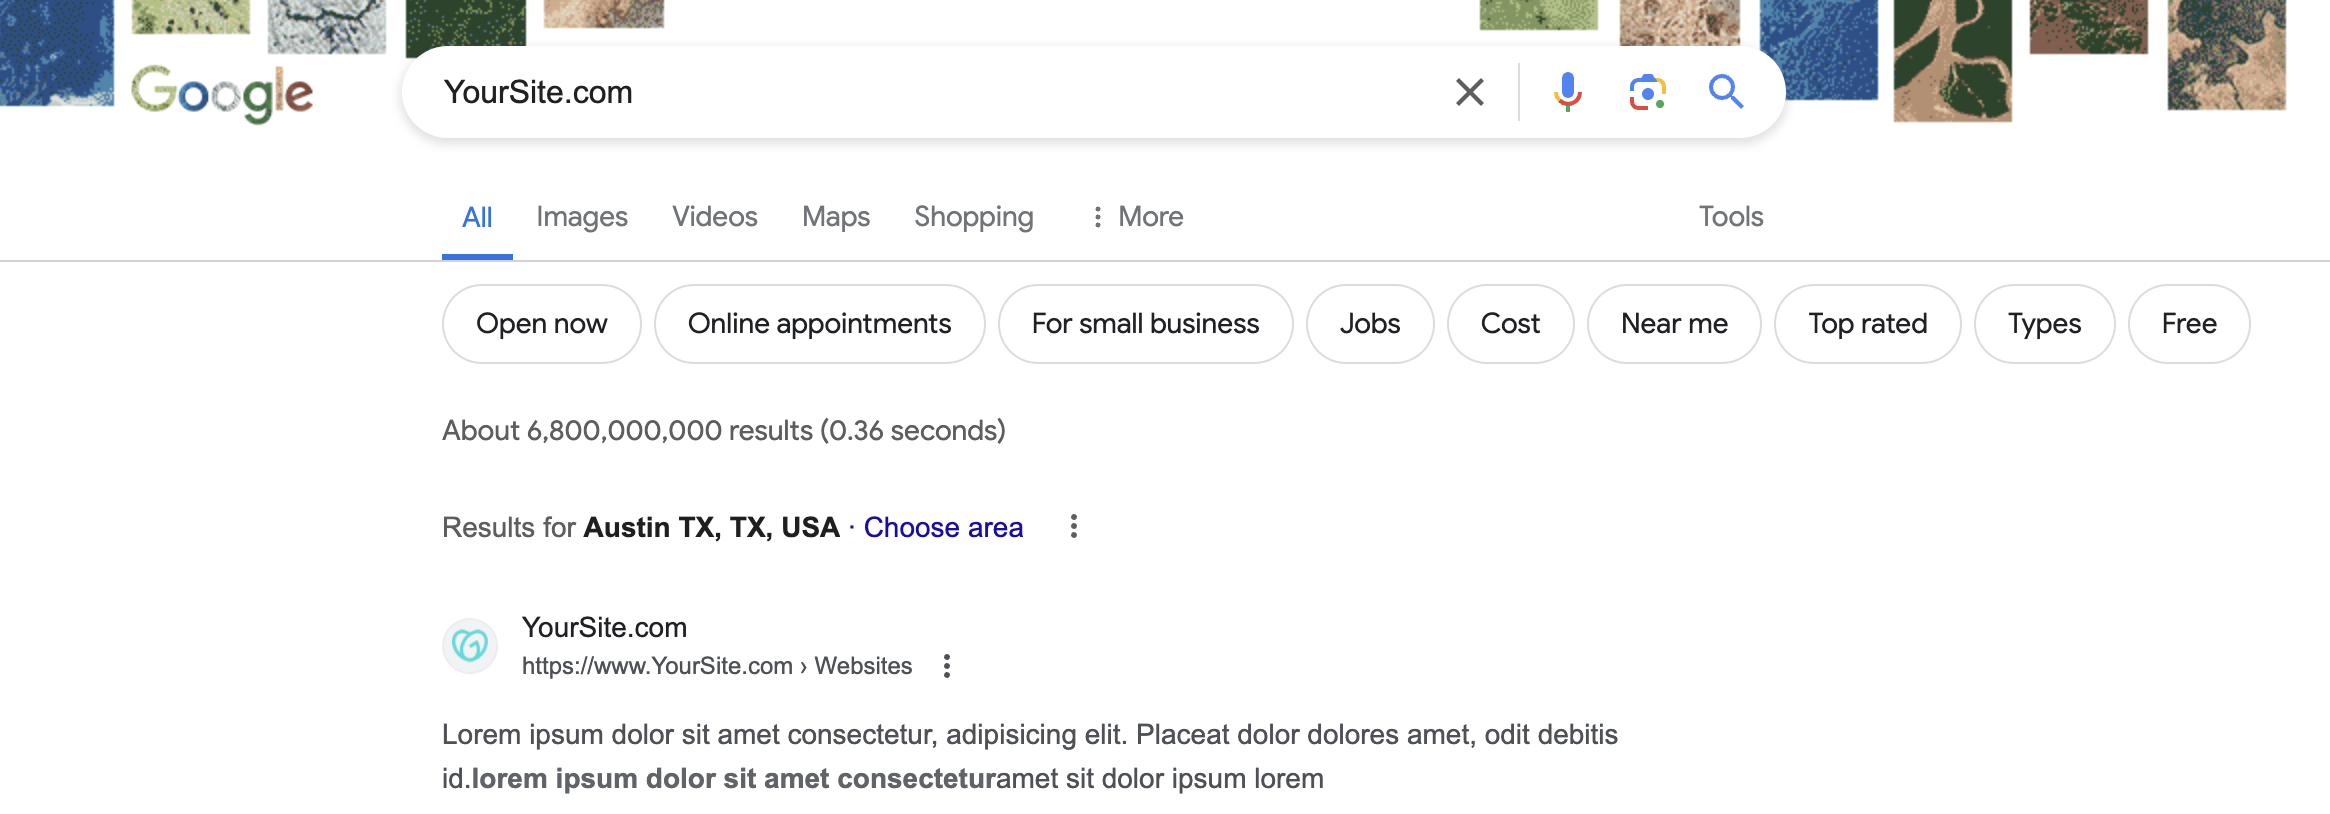 Google
YourSite.com
All Images Videos Maps Shopping More Tools
Open now Online appointments For small business Jobs Cost Near me Top rated Types Free
About 6,800,000,000 results (0.36 seconds)
Results for Austin TX, TX, USA · Choose area
YourSite.com
https://www.YourSite.com › Websites
Lorem ipsum dolor sit amet consectetur, adipisicing elit. Placeat dolor dolores amet, odit debitis
id.lorem ipsum dolor sit amet consecteturamet sit dolor ipsum lorem